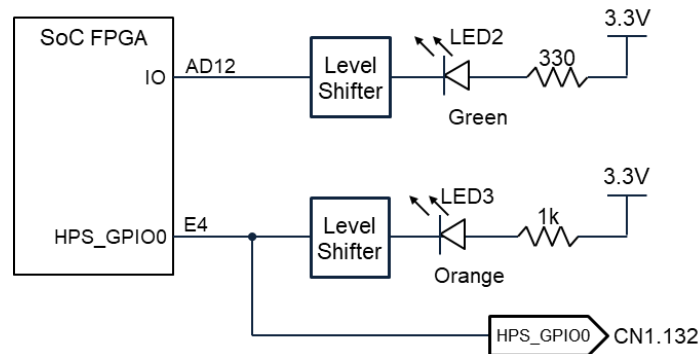 SoC FPGA
IO
AD12
Level
Shifter
LED2
Green
330
3.3V
HPS_GPIO0
E4
Level
Shifter
LED3
Orange
1k
3.3V
HPS_GPIO0
CN1.132